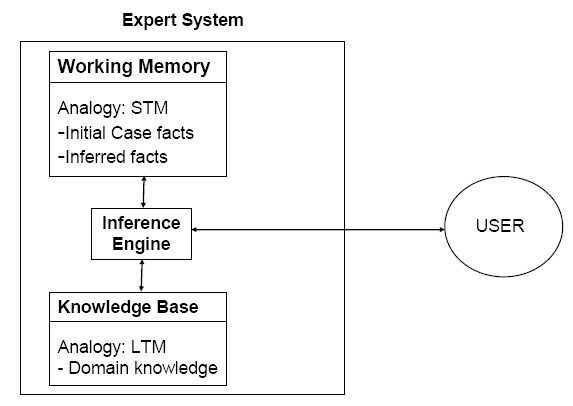 Expert System
Working Memory
Analogy: STM
-Initial Case facts
-Inferred facts
Inference
Engine
USER
Knowledge Base
Analogy: LTM
- Domain knowledge